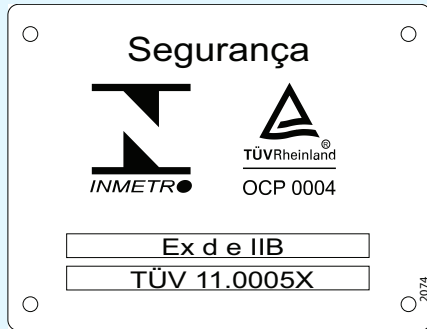 Segurança
INMETRO
®
TÜVRheinland
OCP 0004
Ex d e IIB
TÜV 11.0005X
2074